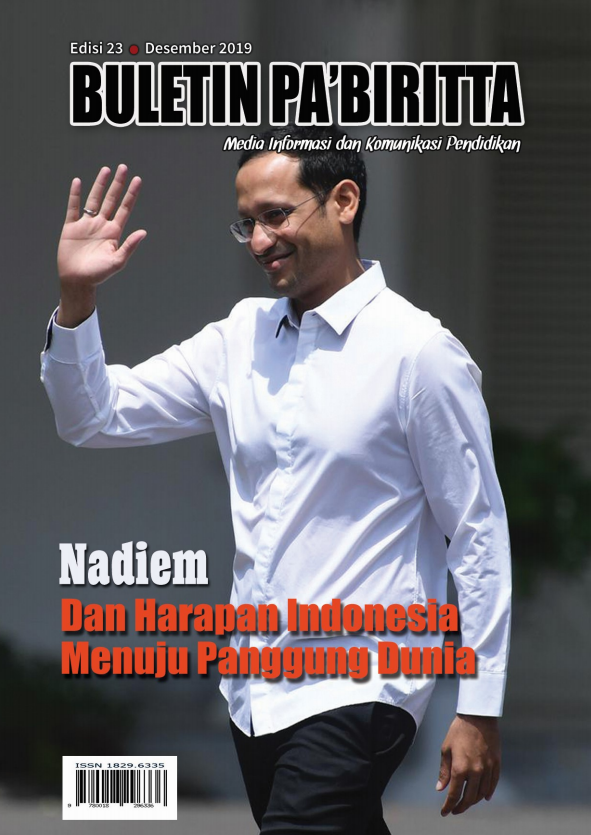 Edisi 23 ● Desember 2019
BULETIN PA'BIRITTA
Media Informasi dan Komunikasi Pendidikan
Nadiem
Dan Harapan Indonesia
Menuju Panggung Dunia
ISSN 1829.6335